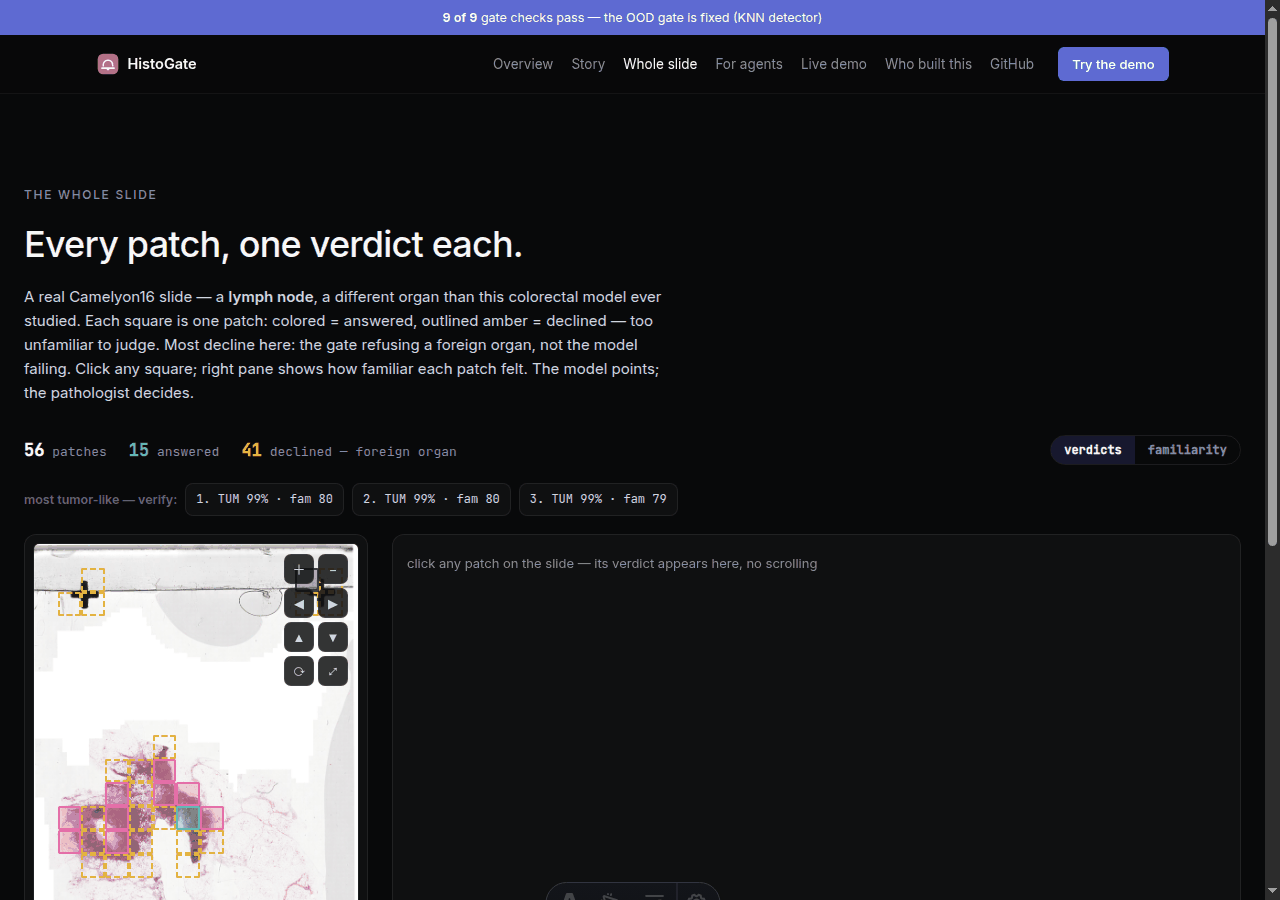 9 of 9 gate checks pass — the OOD gate is fixed (KNN detector)
HistoGate
Overview Story Whole slide For agents Live demo Who built this GitHub Try the demo
THE WHOLE SLIDE
Every patch, one verdict each.
A real Camelyon16 slide — a lymph node, a different organ than this colorectal model ever
studied. Each square is one patch: colored = answered, outlined amber = declined — too
unfamiliar to judge. Most decline here: the gate refusing a foreign organ, not the model
failing. Click any square; right pane shows how familiar each patch felt. The model points;
the pathologist decides.
56 patches 15 answered 41 declined — foreign organ verdicts familiarity
most tumor-like — verify: 1. TUM 99% · fam 80 2. TUM 99% · fam 80 3. TUM 99% · fam 79
click any patch on the slide — its verdict appears here, no scrolling